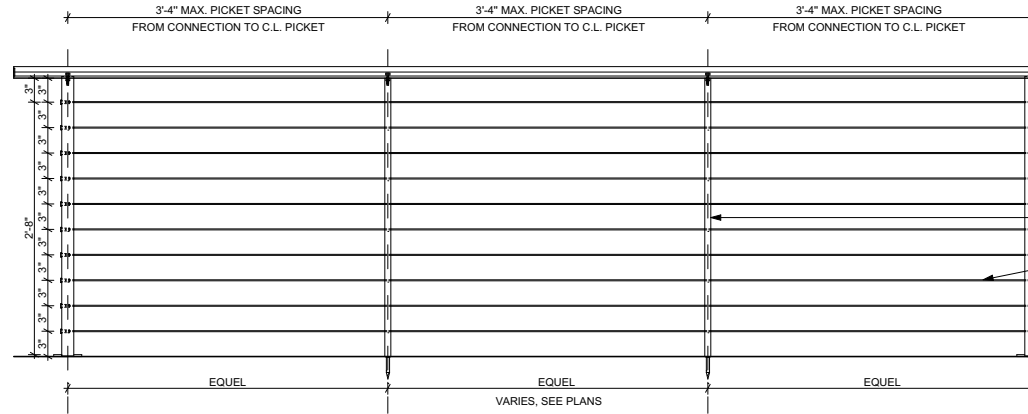 3'-4" MAX. PICKET SPACING
FROM CONNECTION TO C.L. PICKET
3'-4" MAX. PICKET SPACING
FROM CONNECTION TO C.L. PICKET
3'-4" MAX. PICKET SPACING
FROM CONNECTION TO C.L. PICKET
3"
2'-8"
3"
3"
3"
3"
3"
3"
3"
3"
3"
3"
3"
EQUEL
EQUEL
VARIES, SEE PLANS
EQUEL